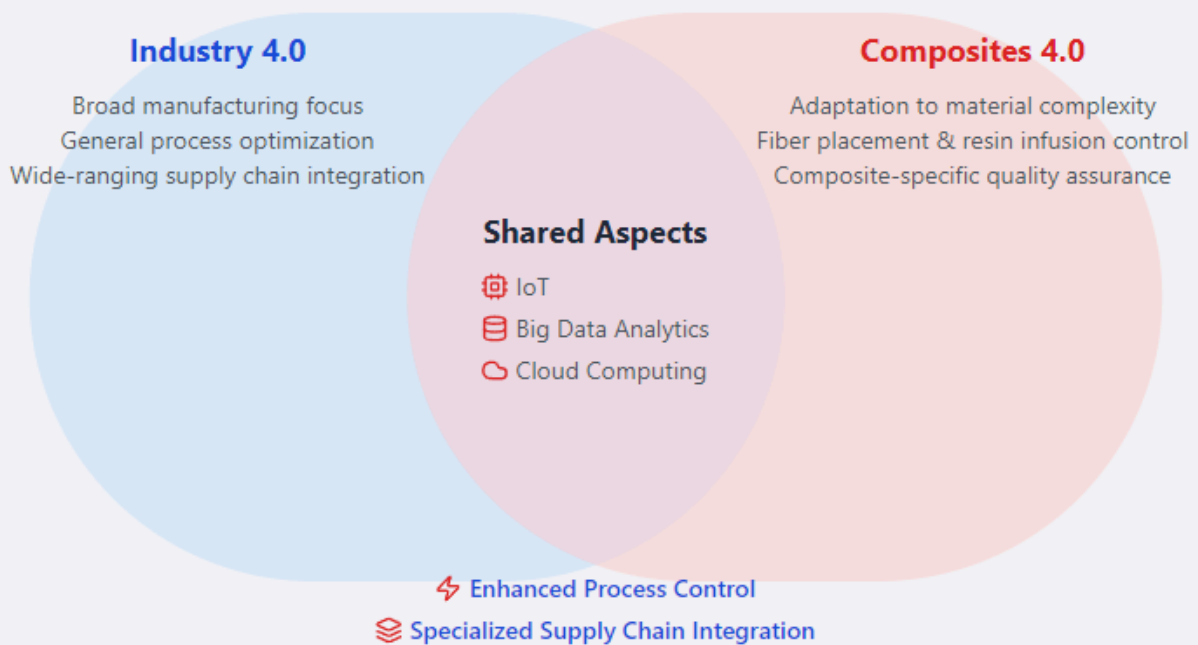 Industry 4.0
Broad manufacturing focus
General process optimization
Wide-ranging supply chain integration
Composites 4.0
Adaptation to material complexity
Fiber placement & resin infusion control
Composite-specific quality assurance
Shared Aspects
IoT
Big Data Analytics
Cloud Computing
Enhanced Process Control
Specialized Supply Chain Integration